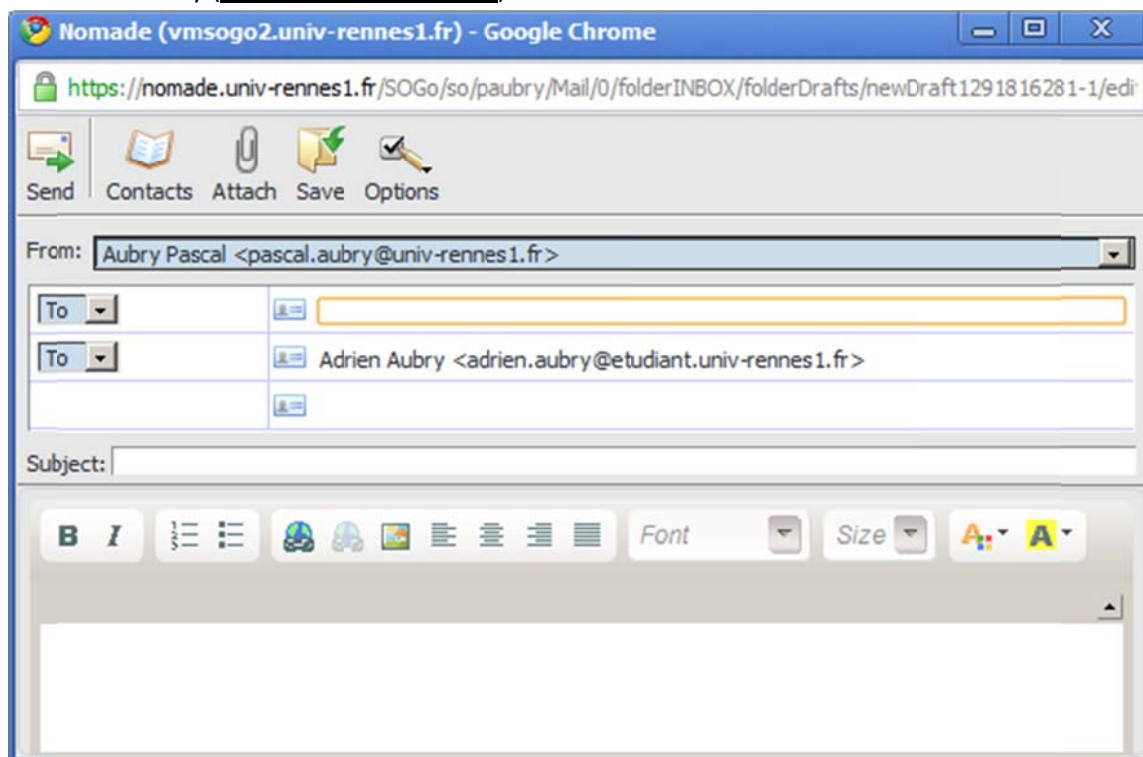 Nomade (vmsogo2.univ-rennes1.fr) - Google Chrome
https://nomade.univ-rennes1.fr/SOGo/so/paubry/Mail/0/folderINBOX/folderDrafts/newDraft1291816281-1/edi
Send Contacts Attach Save Options
From: Aubry Pascal <pascal.aubry@univ-rennes1.fr>
To
To Adrien Aubry <adrien.aubry@etudiant.univ-rennes1.fr>
Subject:
B I Font Size A A